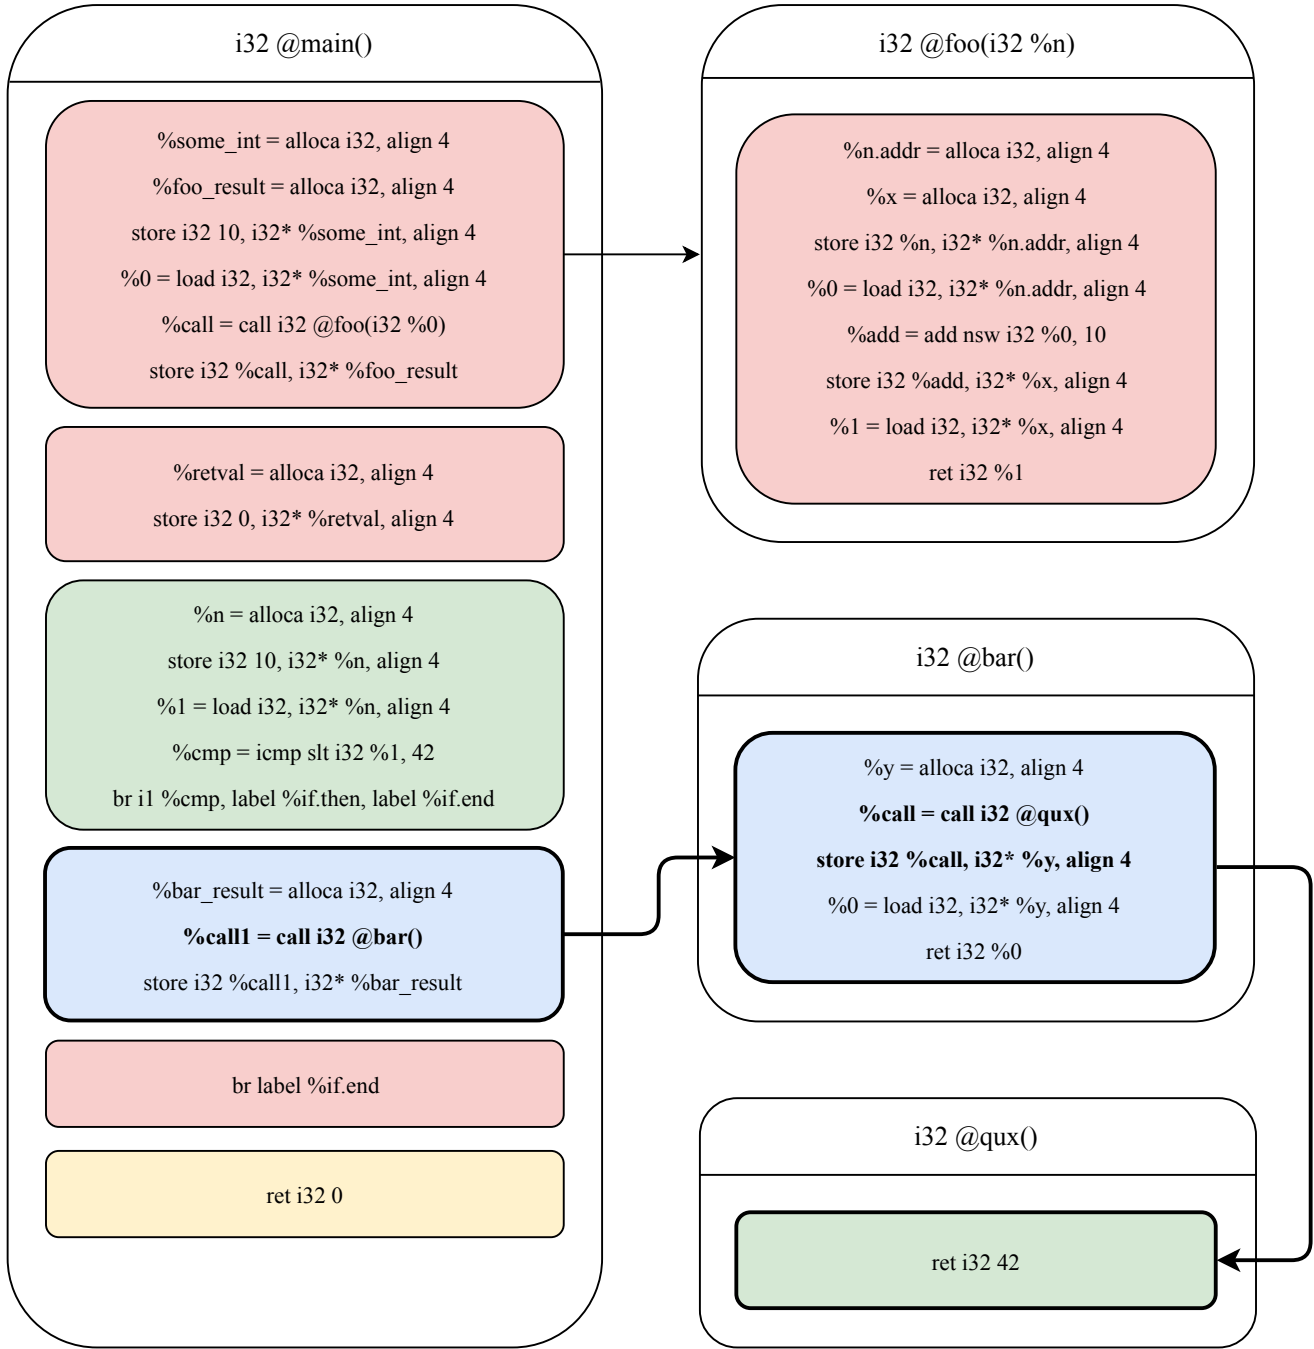 i32 @main()
%some_int = alloca i32, align 4
%foo_result = alloca i32, align 4
store i32 10, i32* %some_int, align 4
%0 = load i32, i32* %some_int, align 4
%call = call i32 @foo(i32 %0)
store i32 %call, i32* %foo_result
%retval = alloca i32, align 4
store i32 0, i32* %retval, align 4
%n = alloca i32, align 4
store i32 10, i32* %n, align 4
%1 = load i32, i32* %n, align 4
%cmp = icmp slt i32 %1, 42
br i1 %cmp, label %if.then, label %if.end
%bar_result = alloca i32, align 4
%call1 = call i32 @bar()
store i32 %call1, i32* %bar_result
br label %if.end
ret i32 0
i32 @foo(i32 %n)
%n.addr = alloca i32, align 4
%x = alloca i32, align 4
store i32 %n, i32* %n.addr, align 4
%0 = load i32, i32* %n.addr, align 4
%add = add nsw i32 %0, 10
store i32 %add, i32* %x, align 4
%1 = load i32, i32* %x, align 4
ret i32 %1
i32 @bar()
%y = alloca i32, align 4
%call = call i32 @qux()
store i32 %call, i32* %y, align 4
%0 = load i32, i32* %y, align 4
ret i32 %0
i32 @qux()
ret i32 42